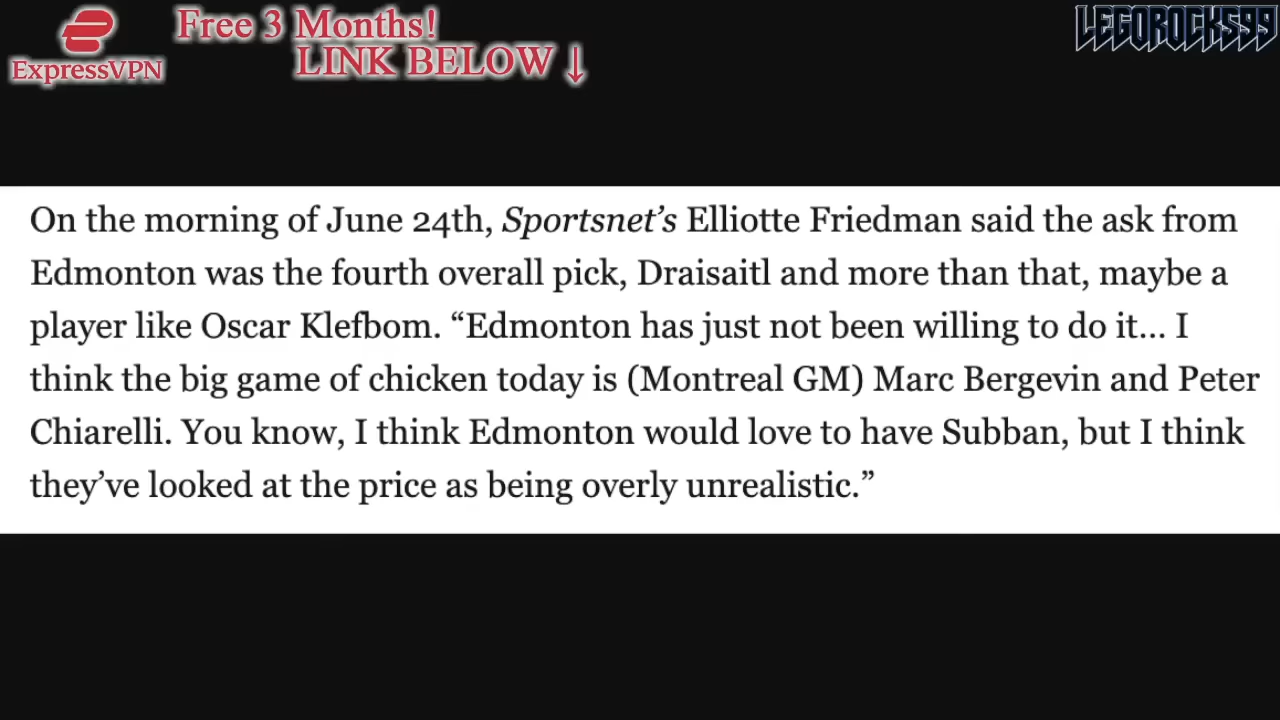 Free 3 Months!
LEGOROCKS99
ExpressVPN
LINK BELOW ↓
On the morning of June 24th, Sportsnet’s Elliotte Friedman said the ask from
Edmonton was the fourth overall pick, Draisaitl and more than that, maybe a
player like Oscar Klefbom. “Edmonton has just not been willing to do it... I
think the big game of chicken today is (Montreal GM) Marc Bergevin and Peter
Chiarelli. You know, I think Edmonton would love to have Subban, but I think
they’ve looked at the price as being overly unrealistic.”